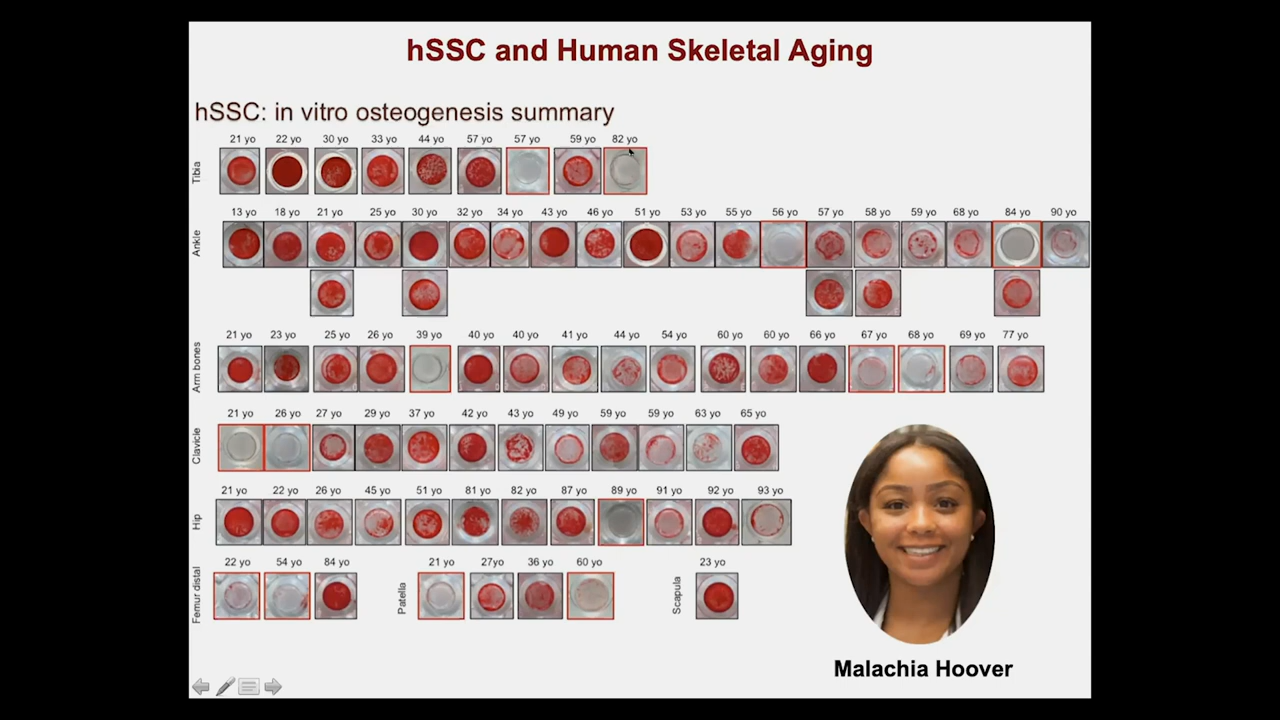 hSSC and Human Skeletal Aging
hSSC: in vitro osteogenesis summary
21 yo 22 yo 30 yo 33 yo 44 yo 57 yo 57 yo 59 yo 82 yo
Tibia
13 yo 18 yo 21 yo 25 yo 30 yo 32 yo 34 yo 43 yo 46 yo 51 yo 53 yo 55 yo 56 yo 57 yo 58 yo 59 yo 68 yo 84 yo 90 yo
Ankle
21 yo 23 yo 25 yo 26 yo 39 yo 40 yo 40 yo 41 yo 44 yo 54 yo 60 yo 60 yo 66 yo 67 yo 68 yo 69 yo 77 yo
Arm bones
21 yo 26 yo 27 yo 29 yo 37 yo 42 yo 43 yo 49 yo 59 yo 59 yo 63 yo 65 yo
Clavicle
21 yo 22 yo 26 yo 45 yo 51 yo 81 yo 82 yo 87 yo 89 yo 91 yo 92 yo 93 yo
Hip
22 yo 54 yo 84 yo
Femur distal
21 yo 27yo 36 yo 60 yo
Patella
23 yo
Scapula
Malachia Hoover